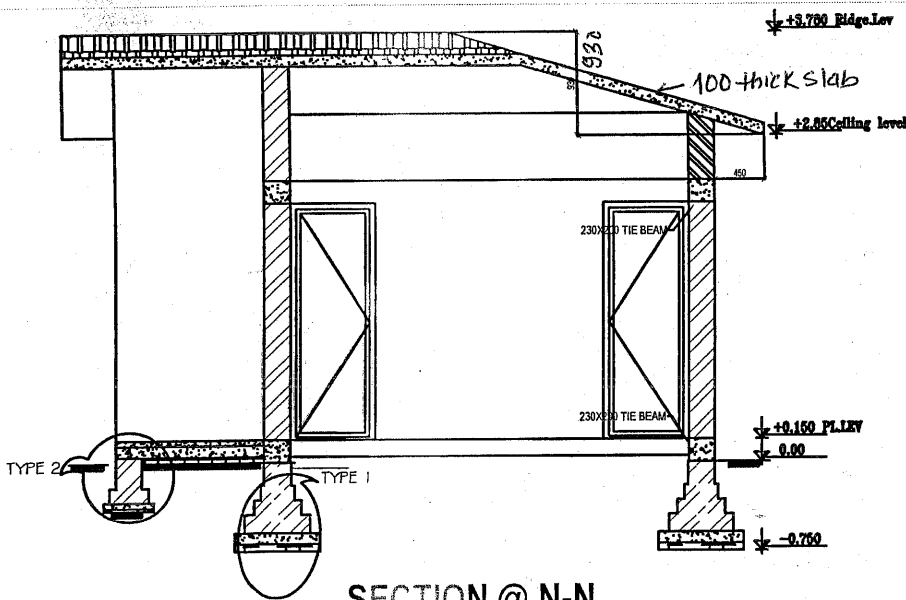 +3.780 Ridge.Lev
930
100 thick slab
+2.85Ceiling level
450
230X200 TIE BEAM
230X200 TIE BEAM
+0.150 PL.LEV
0.00
TYPE 2
TYPE 1
-0.750
SECTION @ N-N